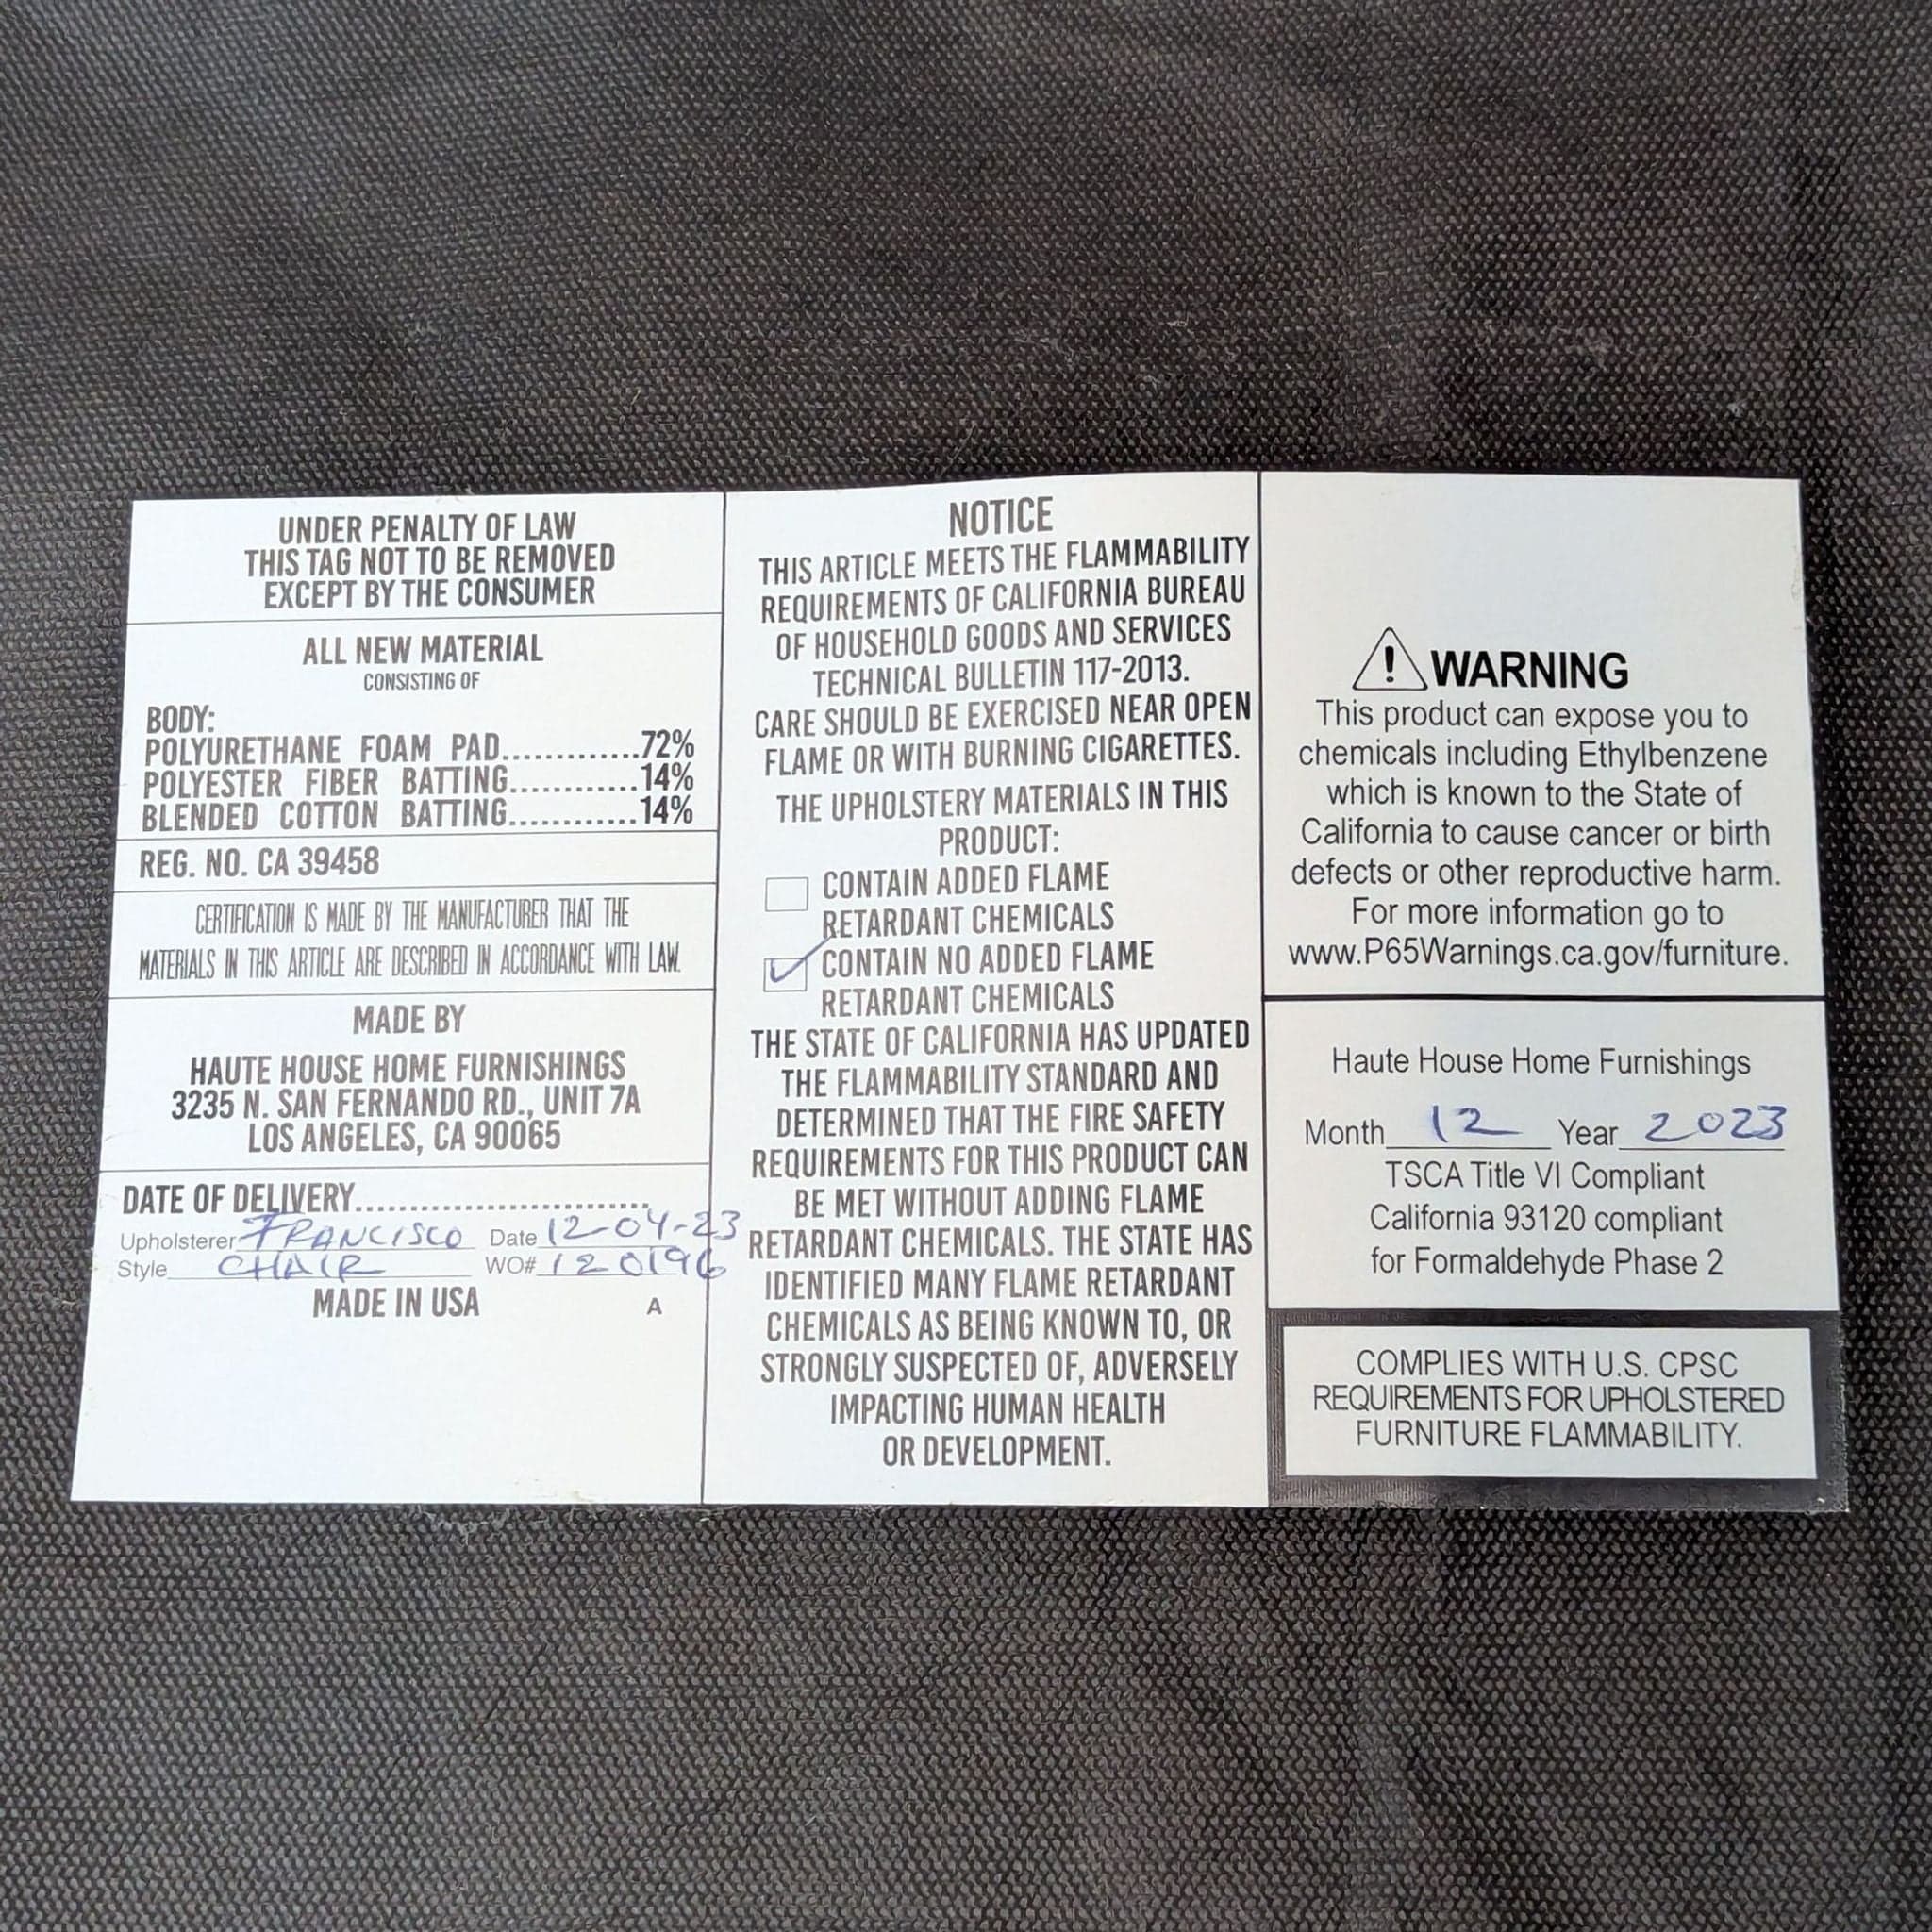 UNDER PENALTY OF LAW
THIS TAG NOT TO BE REMOVED
EXCEPT BY THE CONSUMER
ALL NEW MATERIAL
CONSISTING OF
BODY:
POLYURETHANE FOAM PAD.............72%
POLYESTER FIBER BATTING............14%
BLENDED COTTON BATTING............14%
REG. NO. CA 39458
CERTIFICATION IS MADE BY THE MANUFACTURER THAT THE
MATERIALS IN THIS ARTICLE ARE DESCRIBED IN ACCORDANCE WITH LAW.
MADE BY
HAUTE HOUSE HOME FURNISHINGS
3235 N. SAN FERNANDO RD., UNIT 7A
LOS ANGELES, CA 90065
DATE OF DELIVERY.............................
Upholsterer FRANCISCO Date 12-04-23
Style CHAIR WO# 120196
MADE IN USA A
NOTICE
THIS ARTICLE MEETS THE FLAMMABILITY
REQUIREMENTS OF CALIFORNIA BUREAU
OF HOUSEHOLD GOODS AND SERVICES
TECHNICAL BULLETIN 117-2013.
CARE SHOULD BE EXERCISED NEAR OPEN
FLAME OR WITH BURNING CIGARETTES.
THE UPHOLSTERY MATERIALS IN THIS
PRODUCT:
CONTAIN ADDED FLAME
RETARDANT CHEMICALS
CONTAIN NO ADDED FLAME
RETARDANT CHEMICALS
THE STATE OF CALIFORNIA HAS UPDATED
THE FLAMMABILITY STANDARD AND
DETERMINED THAT THE FIRE SAFETY
REQUIREMENTS FOR THIS PRODUCT CAN
BE MET WITHOUT ADDING FLAME
RETARDANT CHEMICALS. THE STATE HAS
IDENTIFIED MANY FLAME RETARDANT
CHEMICALS AS BEING KNOWN TO, OR
STRONGLY SUSPECTED OF, ADVERSELY
IMPACTING HUMAN HEALTH
OR DEVELOPMENT.
WARNING
This product can expose you to
chemicals including Ethylbenzene
which is known to the State of
California to cause cancer or birth
defects or other reproductive harm.
For more information go to
www.P65Warnings.ca.gov/furniture.
Haute House Home Furnishings
Month 12 Year 2023
TSCA Title VI Compliant
California 93120 compliant
for Formaldehyde Phase 2
COMPLIES WITH U.S. CPSC
REQUIREMENTS FOR UPHOLSTERED
FURNITURE FLAMMABILITY.